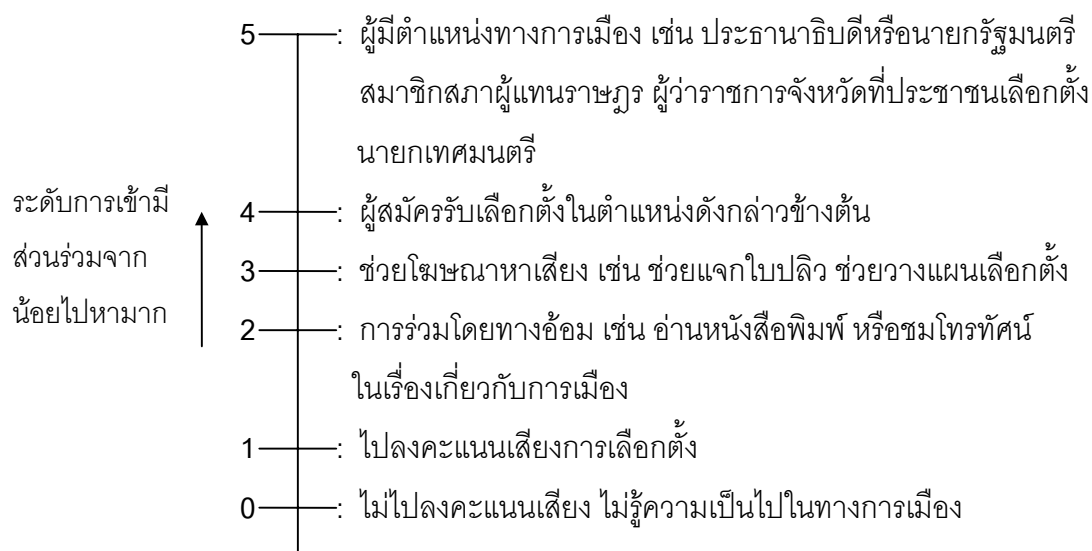 5 : ผู้มีตำแหน่งทางการเมือง เช่น ประธานาธิบดีหรือนายกรัฐมนตรี
สมาชิกสภาผู้แทนราษฎร ผู้ว่าราชการจังหวัดที่ประชาชนเลือกตั้ง
นายกเทศมนตรี
ระดับการเข้ามี
ส่วนร่วมจาก
น้อยไปหามาก
4 : ผู้สมัครรับเลือกตั้งในตำแหน่งดังกล่าวข้างต้น
3 : ช่วยโฆษณาหาเสียง เช่น ช่วยแจกใบปลิว ช่วยวางแผนเลือกตั้ง
2 : การร่วมโดยทางอ้อม เช่น อ่านหนังสือพิมพ์ หรือชมโทรทัศน์
ในเรื่องเกี่ยวกับการเมือง
1 : ไปลงคะแนนเสียงการเลือกตั้ง
0 : ไม่ไปลงคะแนนเสียง ไม่รู้ความเป็นไปในทางการเมือง